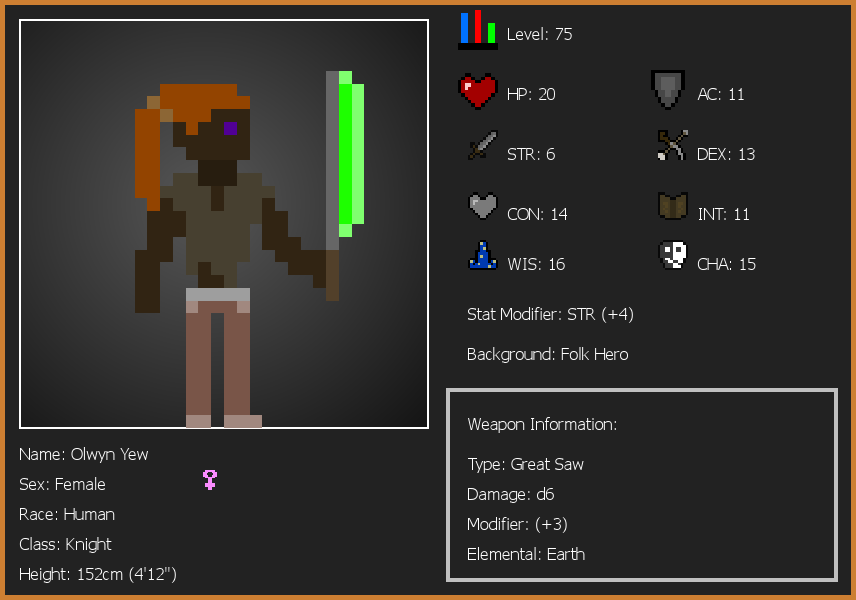 Level: 75
HP: 20
AC: 11
STR: 6
DEX: 13
CON: 14
INT: 11
WIS: 16
CHA: 15
Stat Modifier: STR (+4)
Background: Folk Hero
Weapon Information:
Type: Great Saw
Damage: d6
Modifier: (+3)
Elemental: Earth
Name: Olwyn Yew
Sex: Female
Race: Human
Class: Knight
Height: 152cm (4'12")